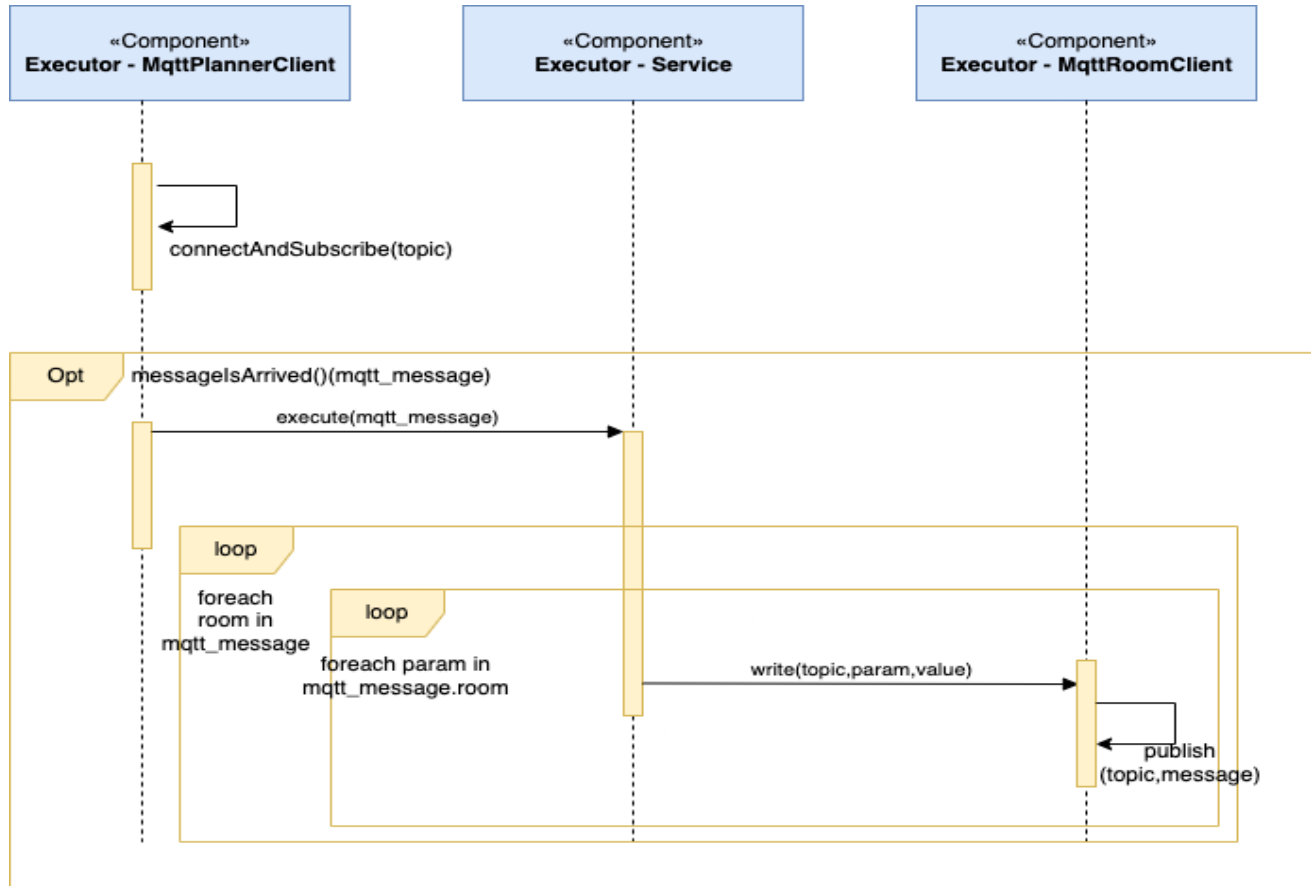 «Component»
Executor - MqttPlannerClient
«Component»
Executor - Service
«Component»
Executor - MqttRoomClient
connectAndSubscribe(topic)
Opt
messageIsArrived()(mqtt_message)
execute(mqtt_message)
loop
foreach
room in
mqtt_message
loop
foreach param in
mqtt_message.room
write(topic,param,value)
publish
(topic,message)